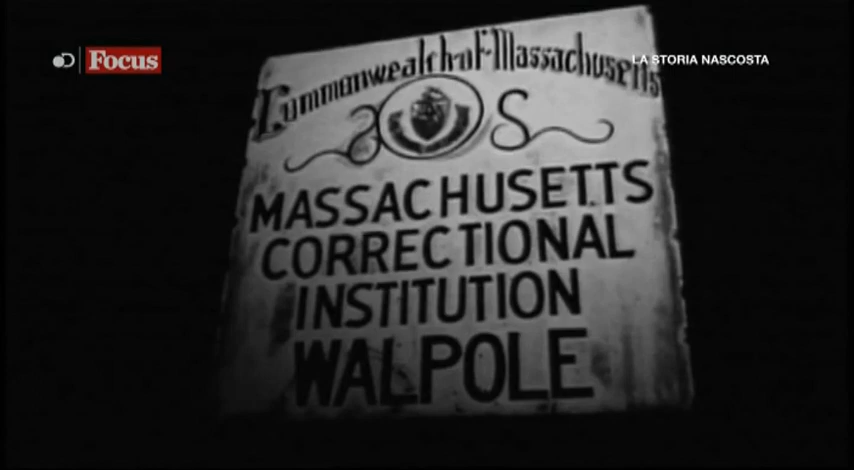 Focus
LA STORIA NASCOSTA
Commonwealth of Massachusetts
MASSACHUSETTS
CORRECTIONAL
INSTITUTION
WALPOLE